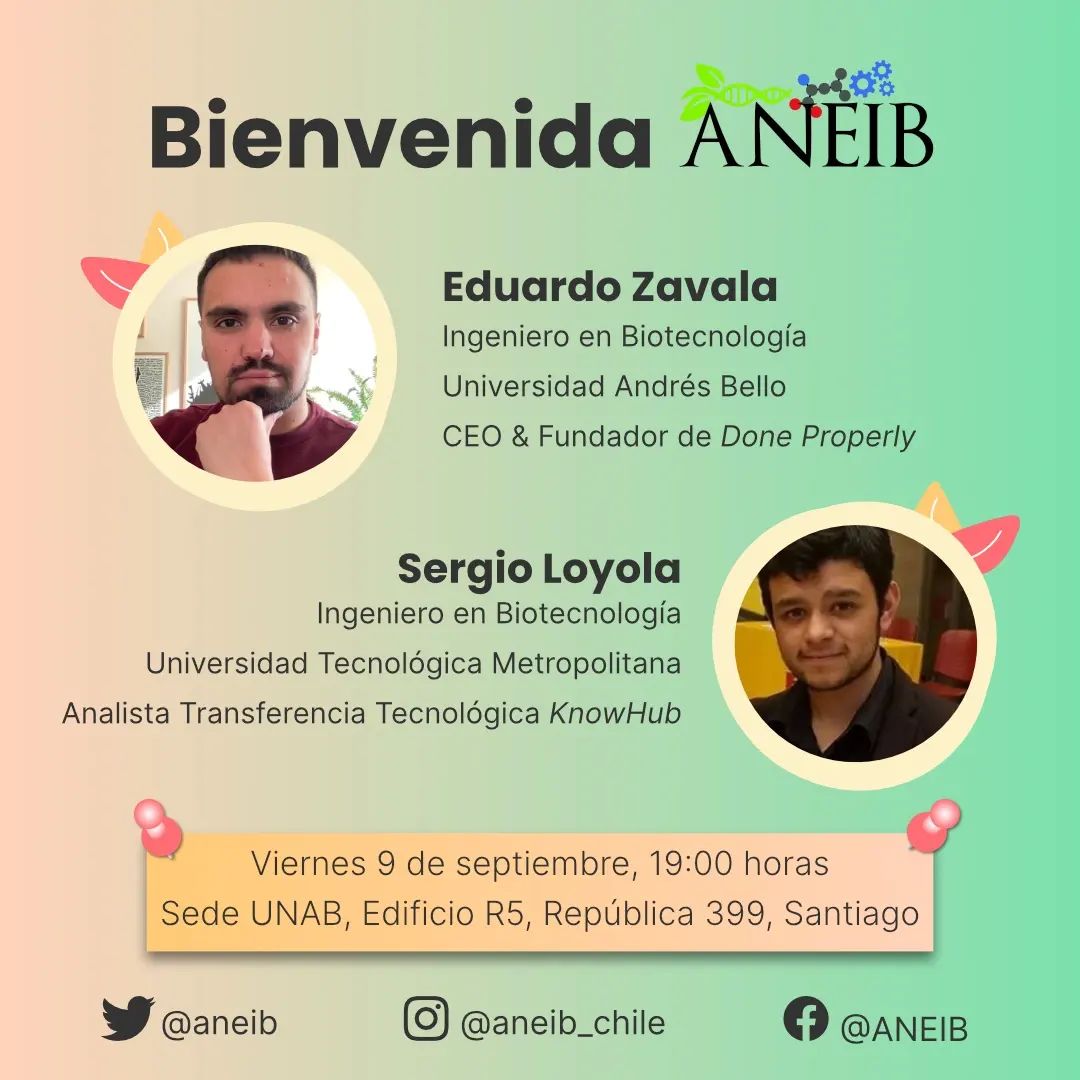 Bienvenida ANEIB
Eduardo Zavala
Ingeniero en Biotecnología
Universidad Andrés Bello
CEO & Fundador de Done Properly
Sergio Loyola
Ingeniero en Biotecnología
Universidad Tecnológica Metropolitana
Analista Transferencia Tecnológica KnowHub
Viernes 9 de septiembre, 19:00 horas
Sede UNAB, Edificio R5, República 399, Santiago
@aneib @aneib_chile @ANEIB